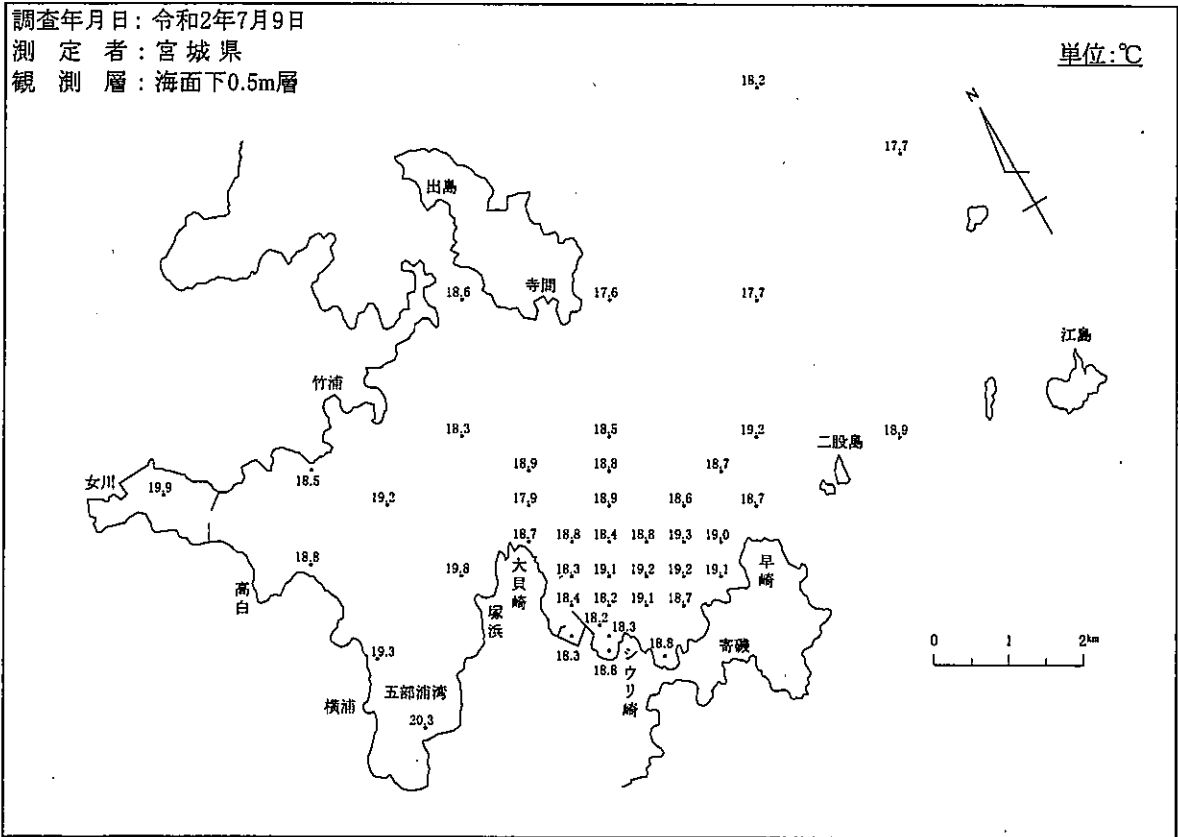 調査年月日：令和2年7月9日
測定者：宮城県
観測層：海面下0.5m層
単位：℃
18.2
N
17.7
出島
寺間
18.6
17.6
17.7
江島
竹浦
18.3
18.5
19.2
18.9
二股島
女川
19.9
18.5
18.9
18.8
18.7
19.2
17.9
18.9
18.6
18.7
18.7
18.8
18.4
18.8
19.3
19.0
18.8
19.8
大貝崎
18.3
19.1
19.2
19.2
19.1
早崎
高白
塚浜
18.4
18.2
19.1
18.7
18.2
18.3
19.3
18.3
18.8
シウリ崎
18.8
寄磯
0 1 2km
五部浦湾
横浦
20.3